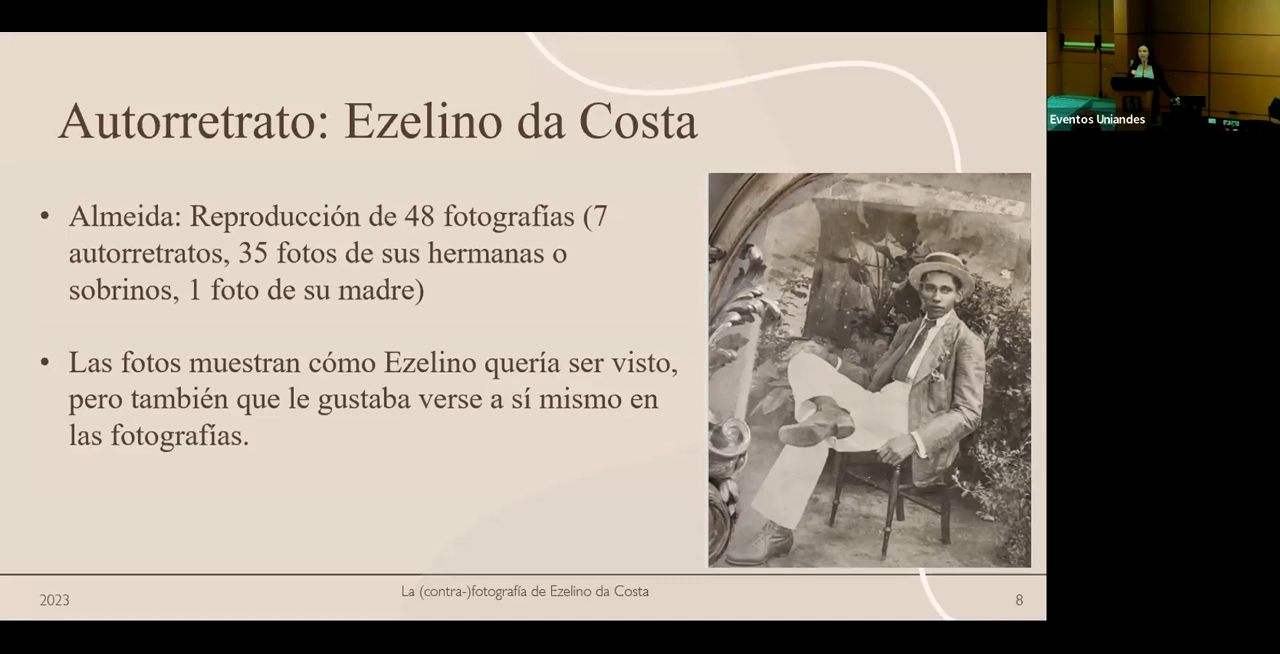 Autorretrato: Ezelino da Costa
• Almeida: Reproducción de 48 fotografías (7
autorretratos, 35 fotos de sus hermanas o
sobrinos, 1 foto de su madre)
• Las fotos muestran cómo Ezelino quería ser visto,
pero también que le gustaba verse a sí mismo en
las fotografías.
2023
La (contra-)fotografía de Ezelino da Costa
8
Eventos Uniandes